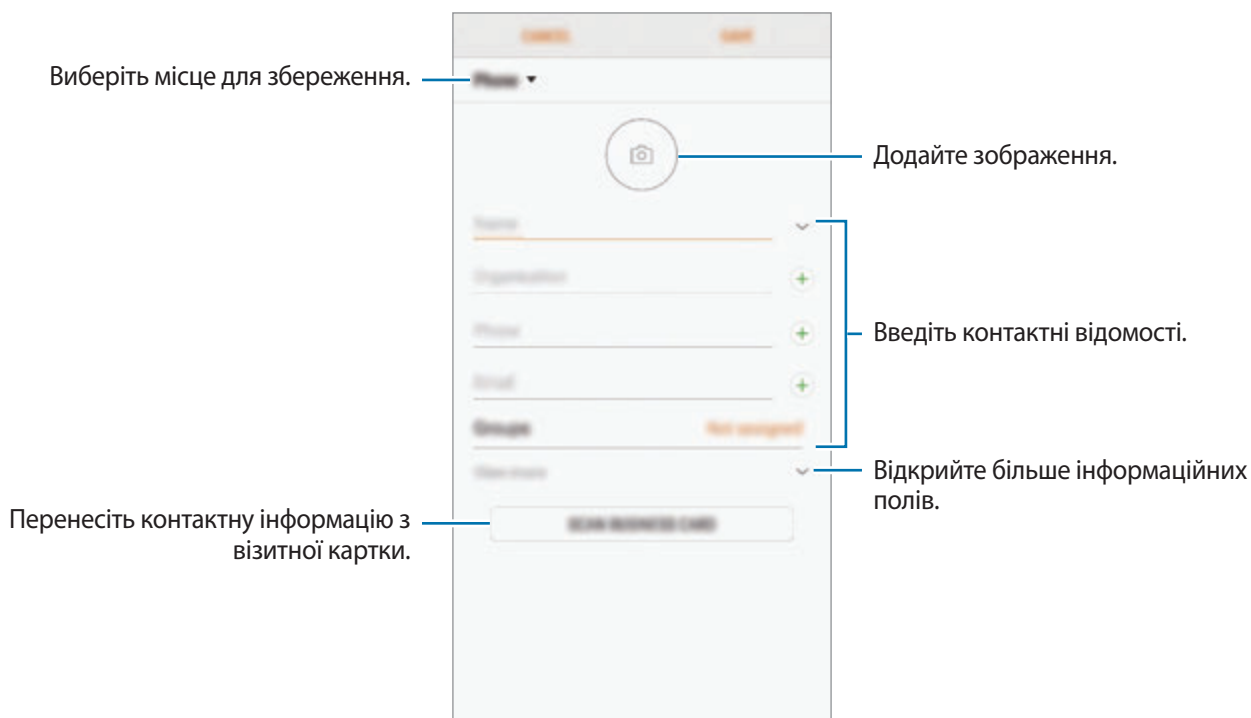 Виберіть місце для збереження.
CANCEL
SAVE
Phone
Додайте зображення.
Name
Organisation
Phone
Email
Введіть контактні відомості.
Groups
Not assigned
View more
Відкрийте більше інформаційних
полів.
Перенесіть контактну інформацію з
візитної картки.
SCAN BUSINESS CARD